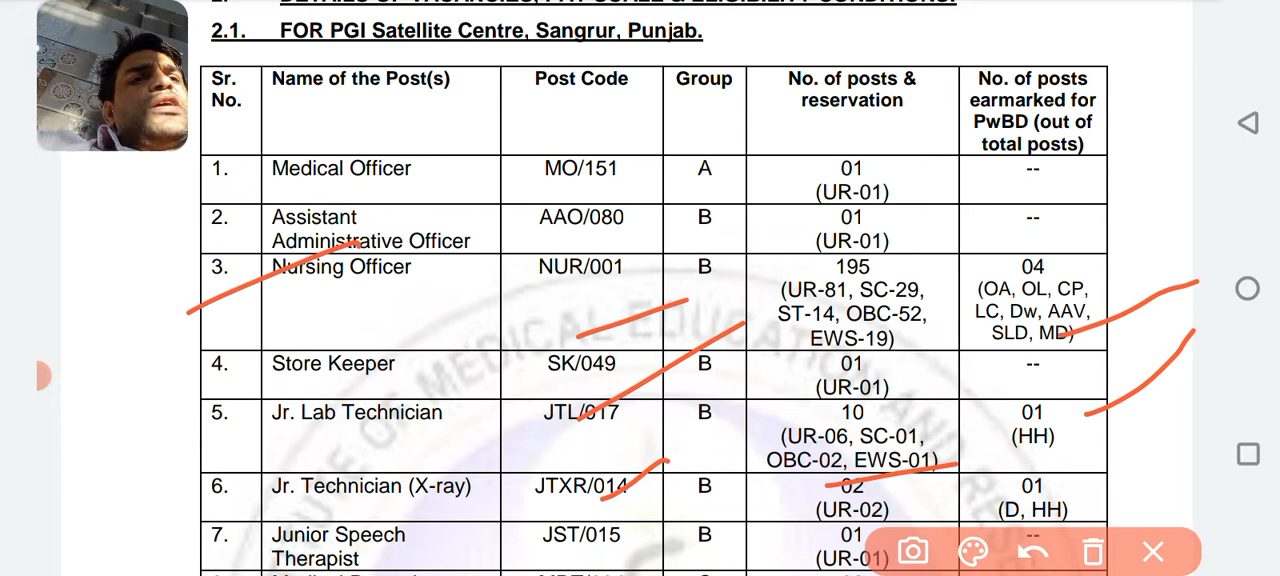 2.1. FOR PGI Satellite Centre, Sangrur, Punjab.
Sr. No. Name of the Post(s) Post Code Group No. of posts & reservation No. of posts earmarked for PwBD (out of total posts)
1. Medical Officer MO/151 A 01 (UR-01) --
2. Assistant Administrative Officer AAO/080 B 01 (UR-01) --
3. Nursing Officer NUR/001 B 195 (UR-81, SC-29, ST-14, OBC-52, EWS-19) 04 (OA, OL, CP, LC, Dw, AAV, SLD, MD)
4. Store Keeper SK/049 B 01 (UR-01) --
5. Jr. Lab Technician JTL/017 B 10 (UR-06, SC-01, OBC-02, EWS-01) 01 (HH)
6. Jr. Technician (X-ray) JTXR/014 B 02 (UR-02) 01 (D, HH)
7. Junior Speech Therapist JST/015 B 01 (UR-01) --
OF MEDICAL EDUCATION AND